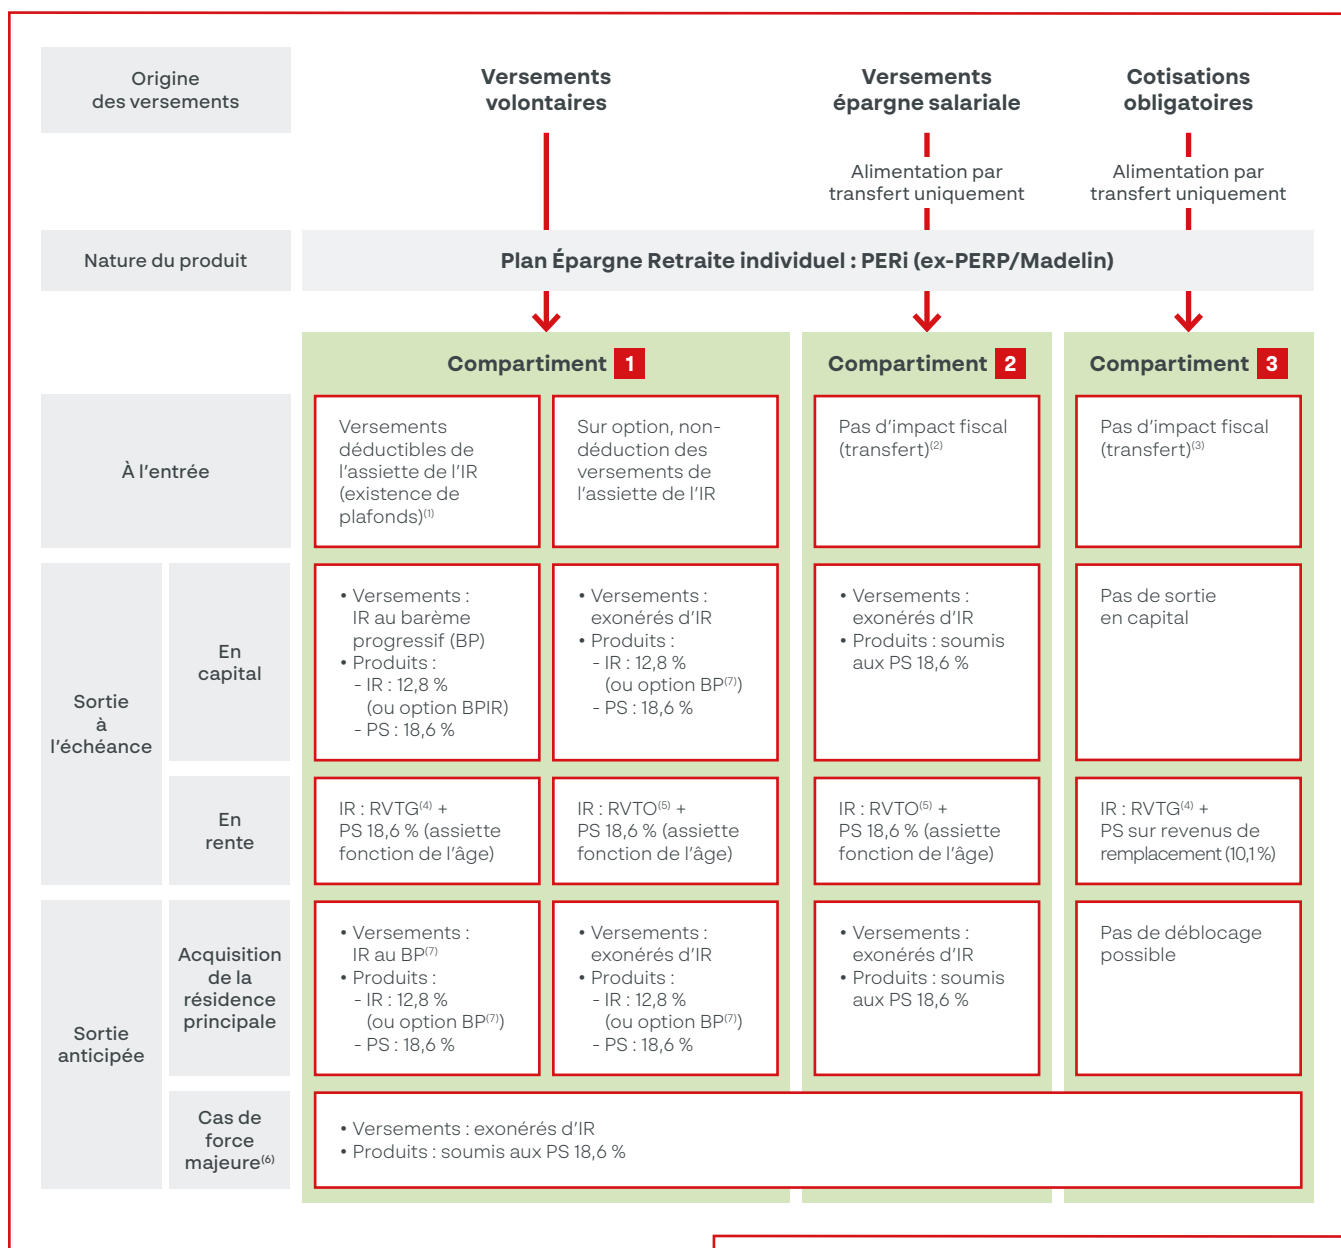 Origine
des versements
Versements
volontaires
Versements
épargne salariale
Cotisations
obligatoires
Alimentation par
transfert uniquement
Alimentation par
transfert uniquement
Nature du produit
Plan Épargne Retraite individuel : PERi (ex-PERP/Madelin)
Compartiment 1
Compartiment 2
Compartiment 3
À l’entrée
Versements
déductibles de
l’assiette de l’IR
(existence de
plafonds)(1)
Sur option, non-
déduction des
versements de
l’assiette de l’IR
Pas d’impact fiscal
(transfert)(2)
Pas d’impact fiscal
(transfert)(3)
Sortie
à
l’échéance
En
capital
• Versements :
IR au barème
progressif (BP)
• Produits :
- IR : 12,8 %
(ou option BPIR)
- PS : 18,6 %
• Versements :
exonérés d’IR
• Produits :
- IR : 12,8 %
(ou option BP(7))
- PS : 18,6 %
• Versements :
exonérés d’IR
• Produits : soumis
aux PS 18,6 %
Pas de sortie
en capital
En
rente
IR : RVTG(4) +
PS 18,6 % (assiette
fonction de l’âge)
IR : RVTO(5) +
PS 18,6 % (assiette
fonction de l’âge)
IR : RVTO(5) +
PS 18,6 % (assiette
fonction de l’âge)
IR : RVTG(4) +
PS sur revenus de
remplacement (10,1 %)
Sortie
anticipée
Acquisition
de la
résidence
principale
• Versements :
IR au BP(7)
• Produits :
- IR : 12,8 %
(ou option BP(7))
- PS : 18,6 %
• Versements :
exonérés d’IR
• Produits :
- IR : 12,8 %
(ou option BP(7))
- PS : 18,6 %
• Versements :
exonérés d’IR
• Produits : soumis
aux PS 18,6 %
Pas de déblocage
possible
Cas de
force
majeure(6)
• Versements : exonérés d’IR
• Produits : soumis aux PS 18,6 %